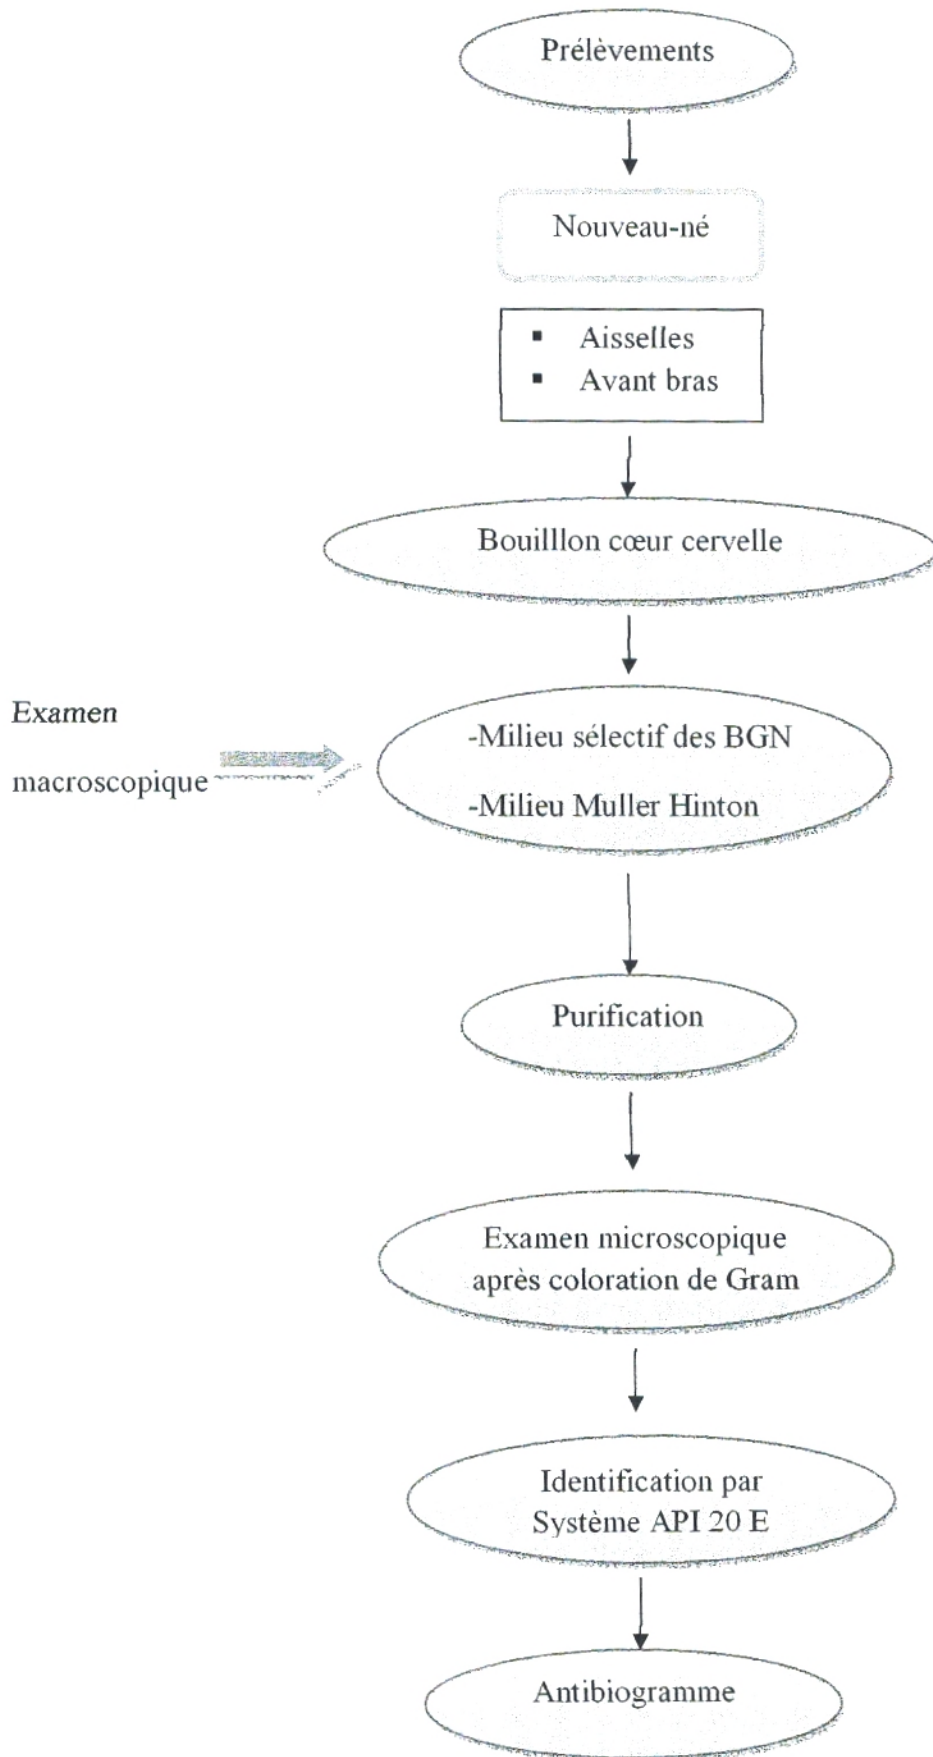 Prélèvements
Nouveau-né
▪ Aisselles
▪ Avant bras
Bouilllon cœur cervelle
Examen
macroscopique
-Milieu sélectif des BGN
-Milieu Muller Hinton
Purification
Examen microscopique
après coloration de Gram
Identification par
Système API 20 E
Antibiogramme